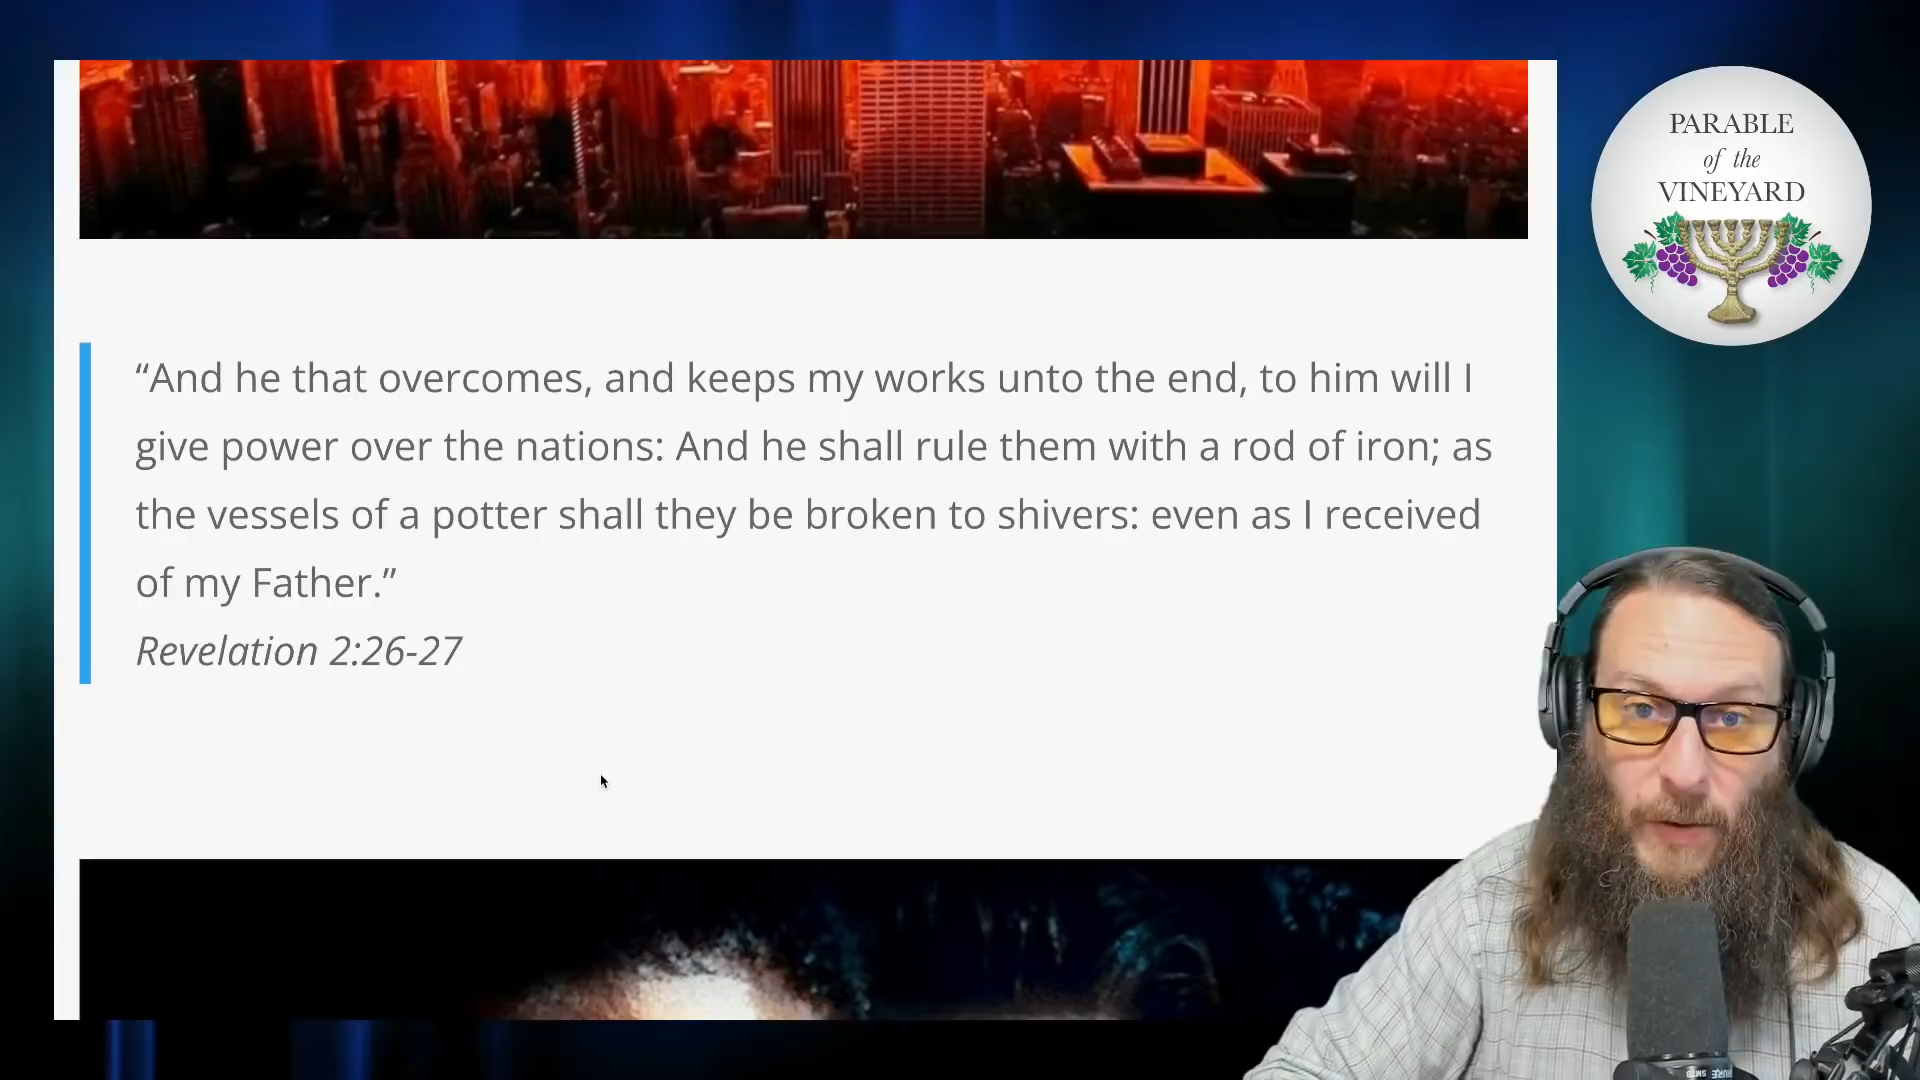 PARABLE
of the
VINEYARD
“And he that overcomes, and keeps my works unto the end, to him will I
give power over the nations: And he shall rule them with a rod of iron; as
the vessels of a potter shall they be broken to shivers: even as I received
of my Father.”
Revelation 2:26-27
SHURE SM7B